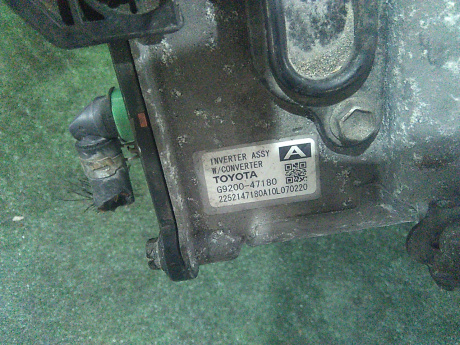 INVERTER ASSY
W/CONVERTER
A
TOYOTA
G9200-47180
2252147180A10L070220